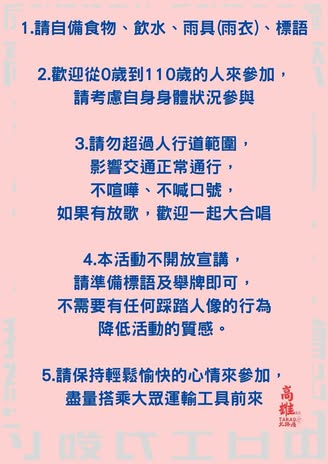 1.請自備食物、飲水、雨具(雨衣)、標語
2.歡迎從0歲到110歲的人來參加，
請考慮自身身體狀況參與
3.請勿超過人行道範圍，
影響交通正常通行，
不喧嘩、不喊口號，
如果有放歌，歡迎一起大合唱
4.本活動不開放宣講，
請準備標語及舉牌即可，
不需要有任何踩踏人像的行為
降低活動的質感。
5.請保持輕鬆愉快的心情來參加，
盡量搭乘大眾運輸工具前來
高雄
TAKAO